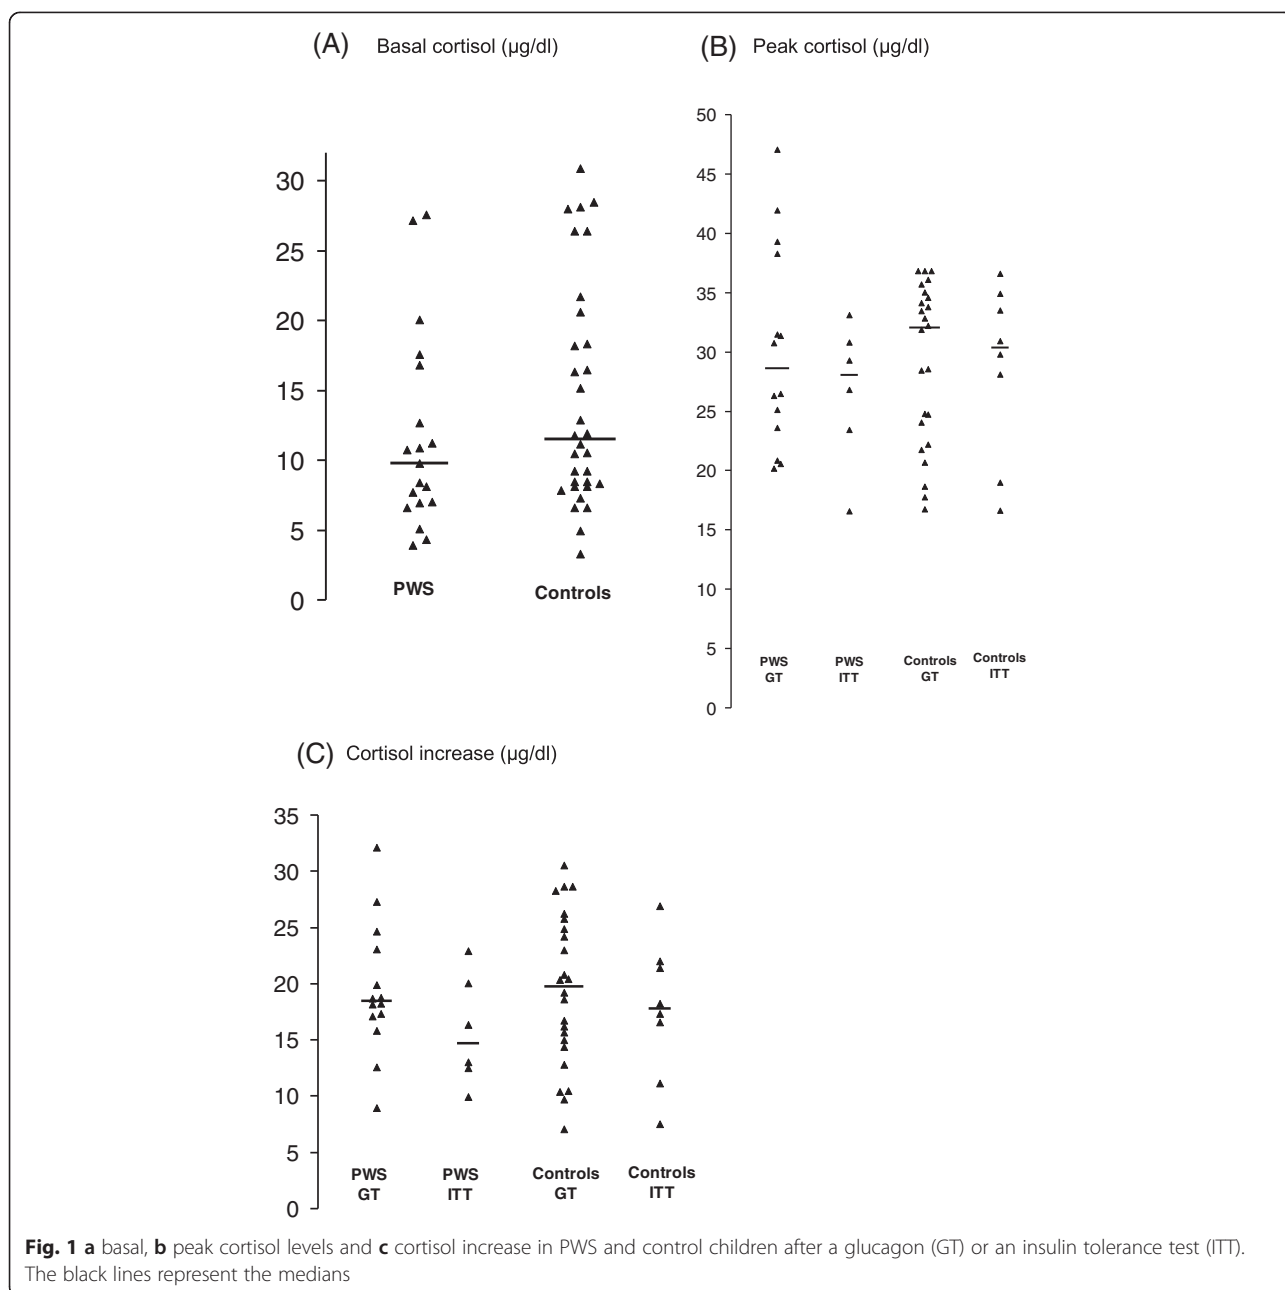 (A) Basal cortisol (µg/dl)
30
25
20
15
10
5
0
PWS Controls
(B) Peak cortisol (µg/dl)
50
45
40
35
30
25
20
15
10
5
0
PWS PWS Controls Controls
GT ITT GT ITT
(C) Cortisol increase (µg/dl)
35
30
25
20
15
10
5
0
PWS PWS Controls Controls
GT ITT GT ITT
Fig. 1 a basal, b peak cortisol levels and c cortisol increase in PWS and control children after a glucagon (GT) or an insulin tolerance test (ITT).
The black lines represent the medians